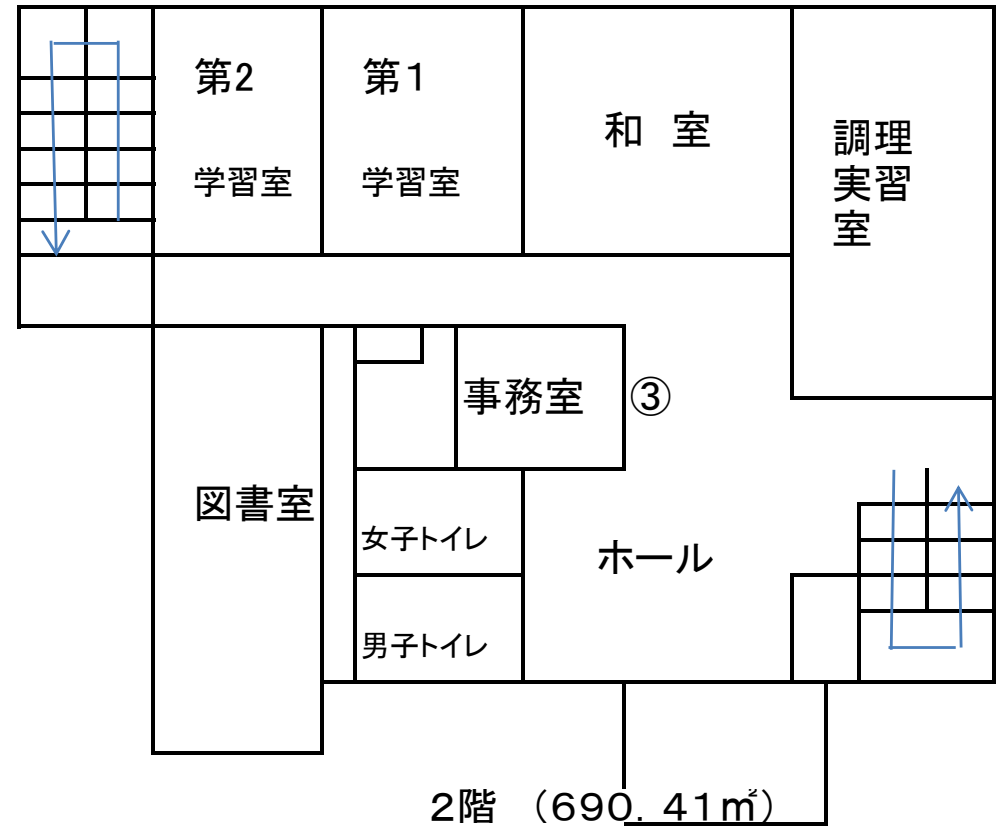 第2
学習室
第1
学習室
和 室
調理
実習
室
事務室
③
図書室
女子トイレ
ホール
男子トイレ
2階 (690.41㎡)